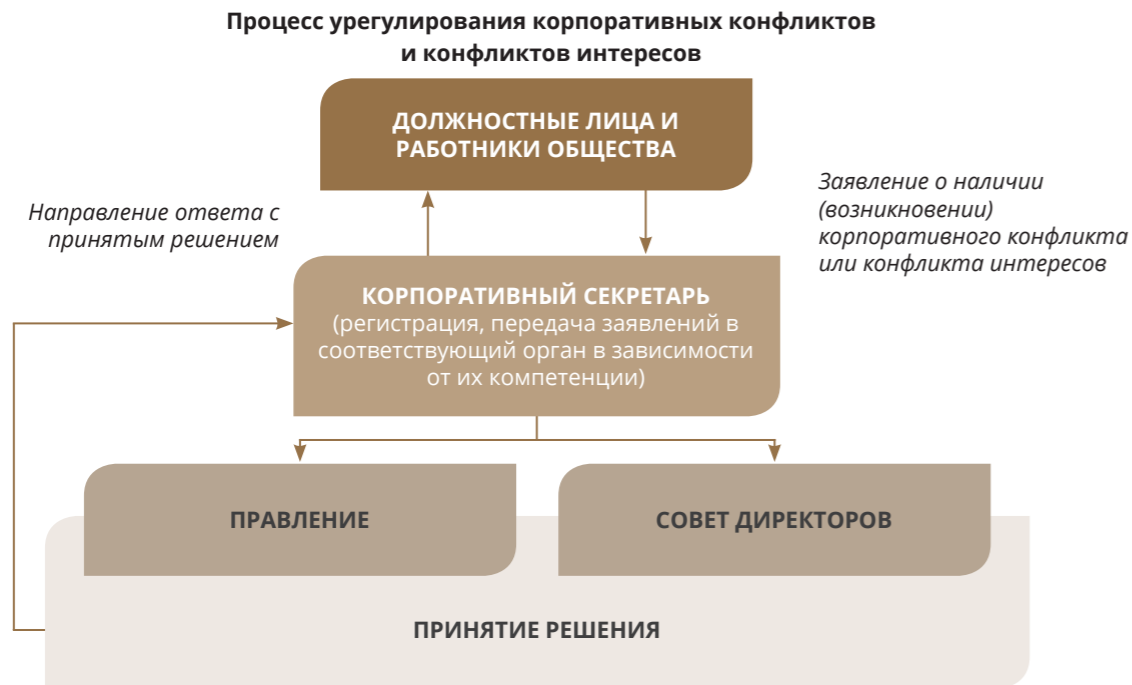 Процесс урегулирования корпоративных конфликтов
и конфликтов интересов
ДОЛЖНОСТНЫЕ ЛИЦА И
РАБОТНИКИ ОБЩЕСТВА
Направление ответа с
принятым решением
Заявление о наличии
(возникновении)
корпоративного конфликта
или конфликта интересов
КОРПОРАТИВНЫЙ СЕКРЕТАРЬ
(регистрация, передача заявлений в
соответствующий орган в зависимости
от их компетенции)
ПРАВЛЕНИЕ
СОВЕТ ДИРЕКТОРОВ
ПРИНЯТИЕ РЕШЕНИЯ